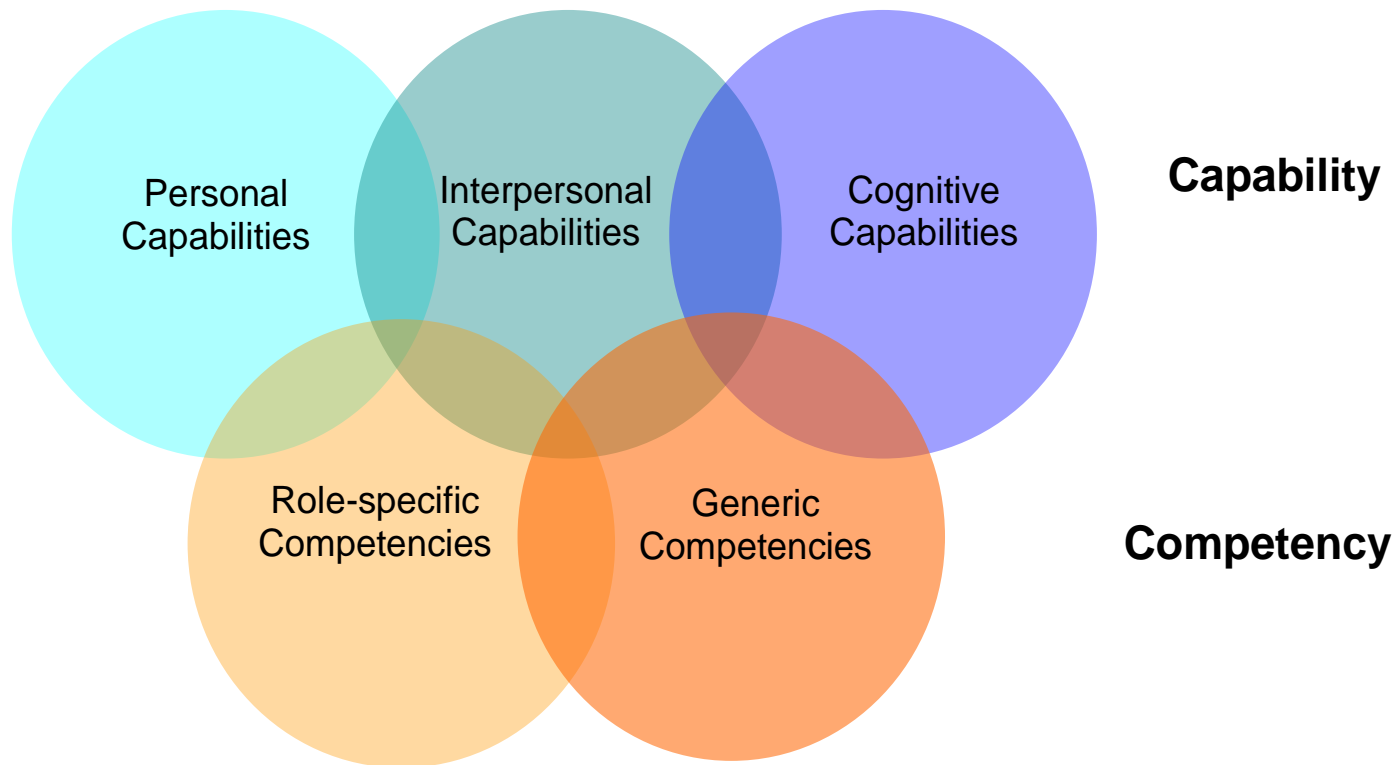 Personal
Capabilities
Interpersonal
Capabilities
Cognitive
Capabilities
Capability
Role-specific
Competencies
Generic
Competencies
Competency